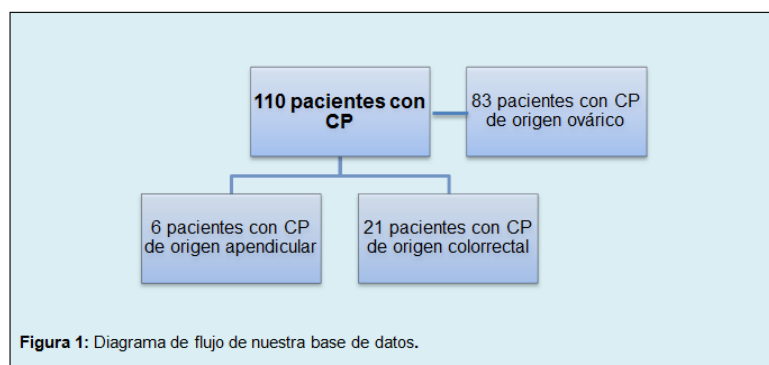 110 pacientes con
CP
83 pacientes con CP
de origen ovárico
6 pacientes con CP
de origen apendicular
21 pacientes con CP
de origen colorrectal
Figura 1: Diagrama de flujo de nuestra base de datos.